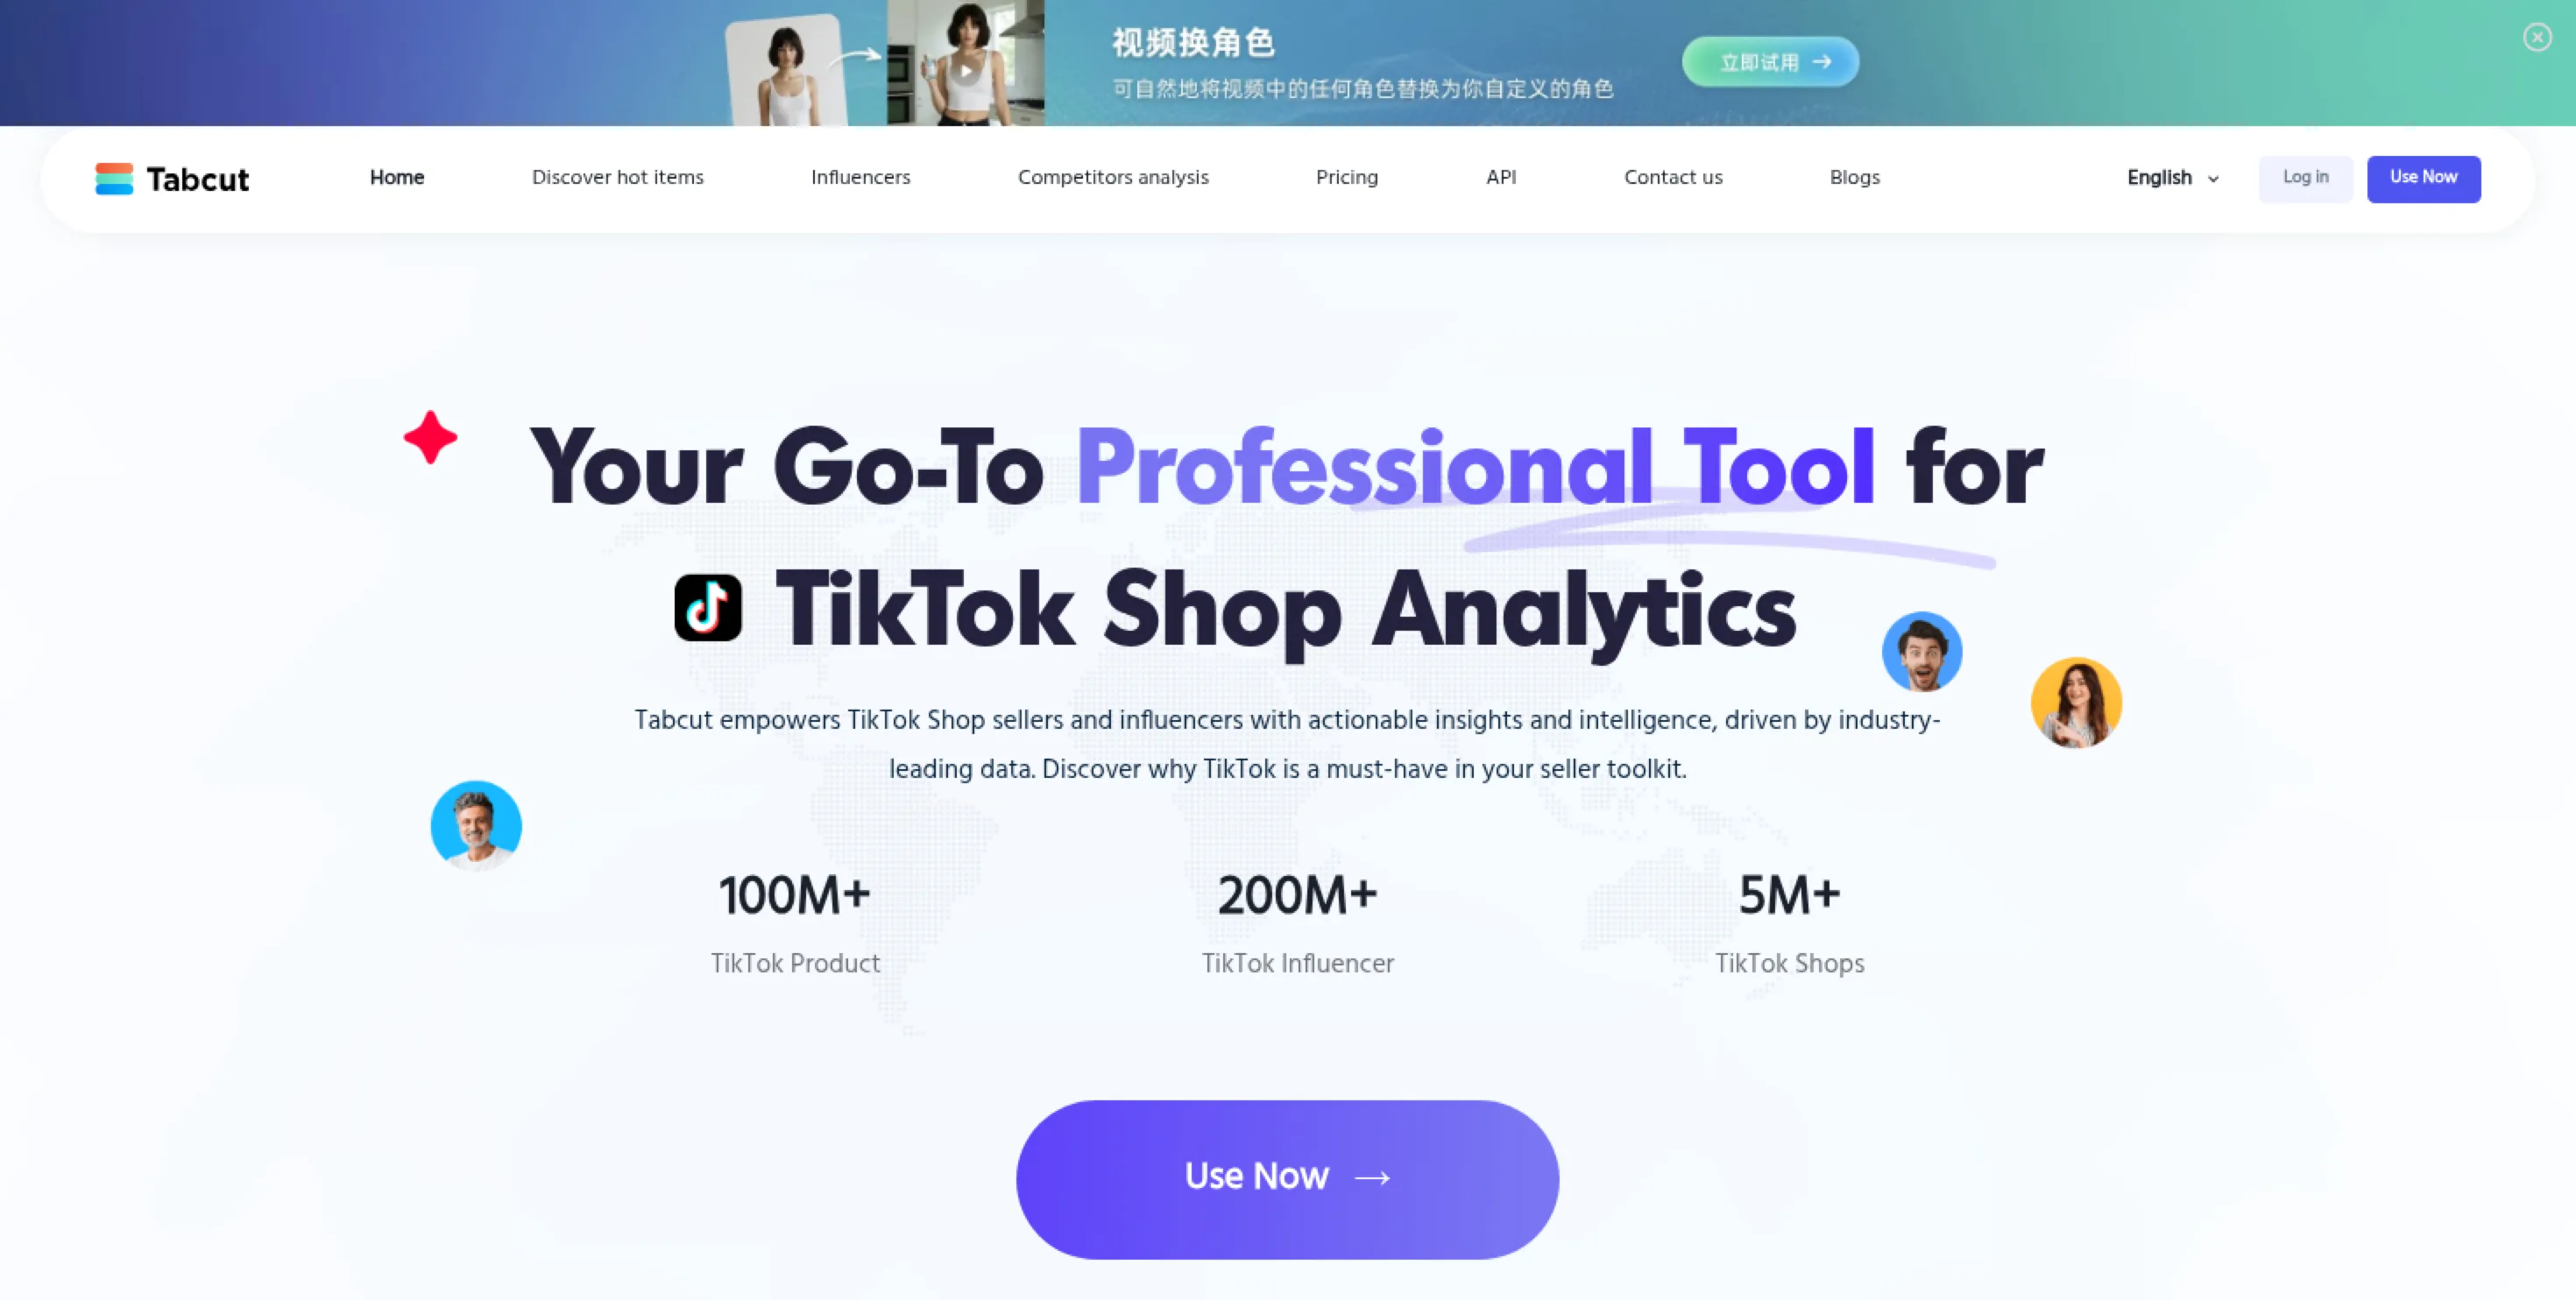 视频换角色
可自然地将视频中的任何角色替换为你自定义的角色
立即试用 →
Tabcut
Home
Discover hot items
Influencers
Competitors analysis
Pricing
API
Contact us
Blogs
English
Log in
Use Now
Your Go-To Professional Tool for
TikTok Shop Analytics
Tabcut empowers TikTok Shop sellers and influencers with actionable insights and intelligence, driven by industry-
leading data. Discover why TikTok is a must-have in your seller toolkit.
100M+
TikTok Product
200M+
TikTok Influencer
5M+
TikTok Shops
Use Now →